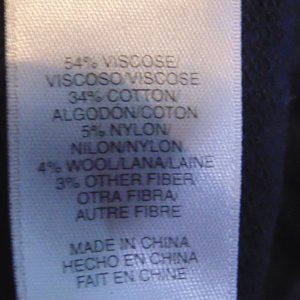 54% VISCOSE/
VISCOSO/VISCOSE
34% COTTON/
ALGODÓN/COTON
5% NYLON/
NILON/NYLON
4% WOOL/LANA/LAINE
3% OTHER FIBER/
OTRA FIBRA/
AUTRE FIBRE
MADE IN CHINA
HECHO EN CHINA
FAIT EN CHINE